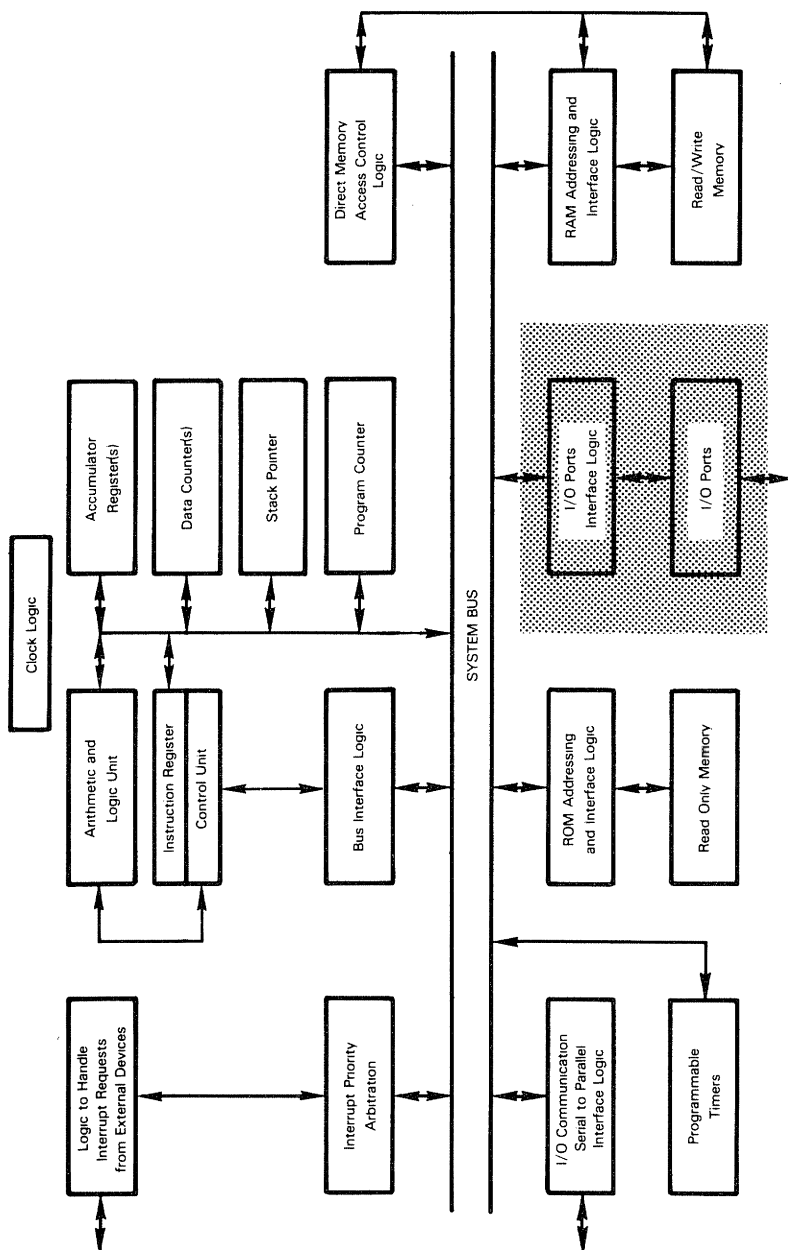 Clock Logic
Logic to Handle
Interrupt Requests
from External Devices
Arithmetic and
Logic Unit
Accumulator
Register(s)
Instruction Register
Control Unit
Data Counter(s)
Stack Pointer
Interrupt Priority
Arbitration
Bus Interface Logic
Program Counter
Direct Memory
Access Control
Logic
SYSTEM BUS
I/O Communication
Serial to Parallel
Interface Logic
ROM Addressing
and Interface Logic
I/O Ports
Interface Logic
RAM Addressing and
Interface Logic
Programmable
Timers
Read Only Memory
I/O Ports
Read/Write
Memory